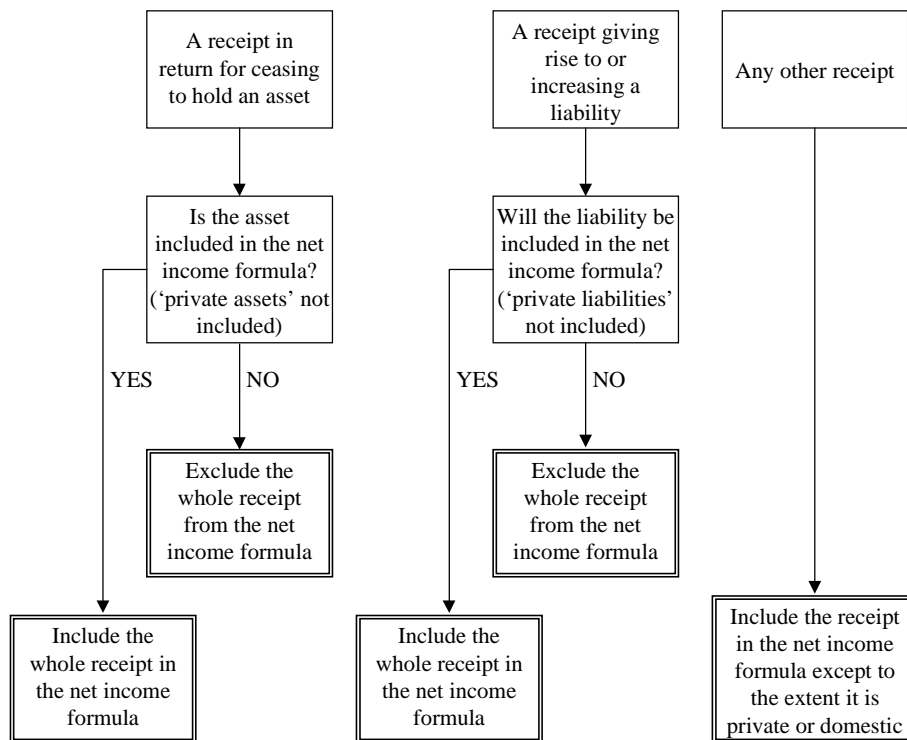 A receipt in
return for ceasing
to hold an asset
A receipt giving
rise to or
increasing a
liability
Any other receipt
Is the asset
included in the net
income formula?
(‘private assets’ not
included)
Will the liability be
included in the net
income formula?
(‘private liabilities’
not included)
YES
NO
YES
NO
Exclude the
whole receipt
from the net
income formula
Exclude the
whole receipt
from the net
income formula
Include the
whole receipt in
the net income
formula
Include the
whole receipt in
the net income
formula
Include the receipt
in the net income
formula except to
the extent it is
private or domestic